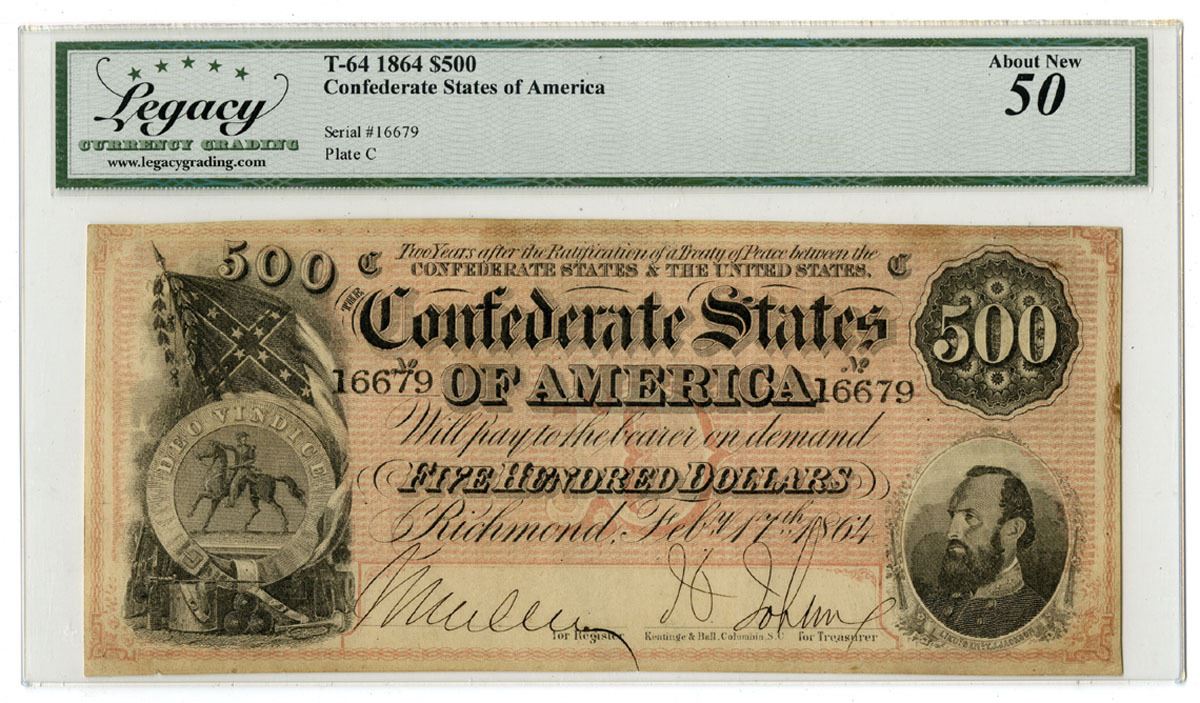 Legacy
CURRENCY GRADING
www.legacygrading.com
T-64 1864 $500
Confederate States of America
Serial #16679
Plate C
About New
50
500
C
Two Years after the Ratification of a Treaty of Peace between the
CONFEDERATE STATES & THE UNITED STATES.
C
500
THE
Confederate States
No
16679
OF AMERICA
No
16679
Will pay to the bearer on demand
FIVE HUNDRED DOLLARS
Richmond, Feby. 17th 1864
DEO VINDICE
for Register
Keatinge & Ball, Columbia, S.C
for Treasurer